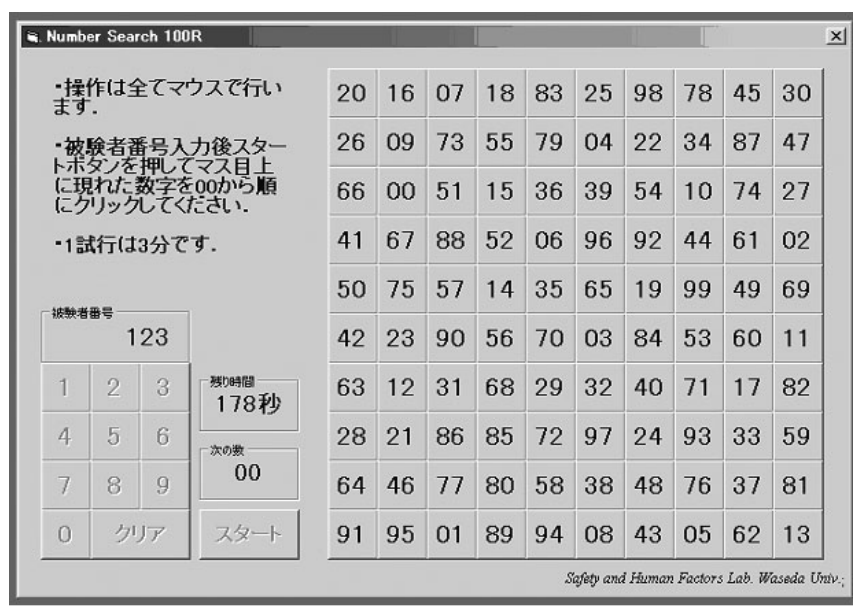 Number Search 100R
・操作は全てマウスで行い
ます.
・被験者番号入力後スター
トボタンを押してマス目上
に現れた数字を00から順
にクリックしてください.
・1試行は3分です.
被験者番号
123
1 2 3
4 5 6
7 8 9
0 クリア
残り時間
178秒
次の数
00
スタート
20 16 07 18 83 25 98 78 45 30
26 09 73 55 79 04 22 34 87 47
66 00 51 15 36 39 54 10 74 27
41 67 88 52 06 96 92 44 61 02
50 75 57 14 35 65 19 99 49 69
42 23 90 56 70 03 84 53 60 11
63 12 31 68 29 32 40 71 17 82
28 21 86 85 72 97 24 93 33 59
64 46 77 80 58 38 48 76 37 81
91 95 01 89 94 08 43 05 62 13
Safety and Human Factors Lab. Waseda Univ.;